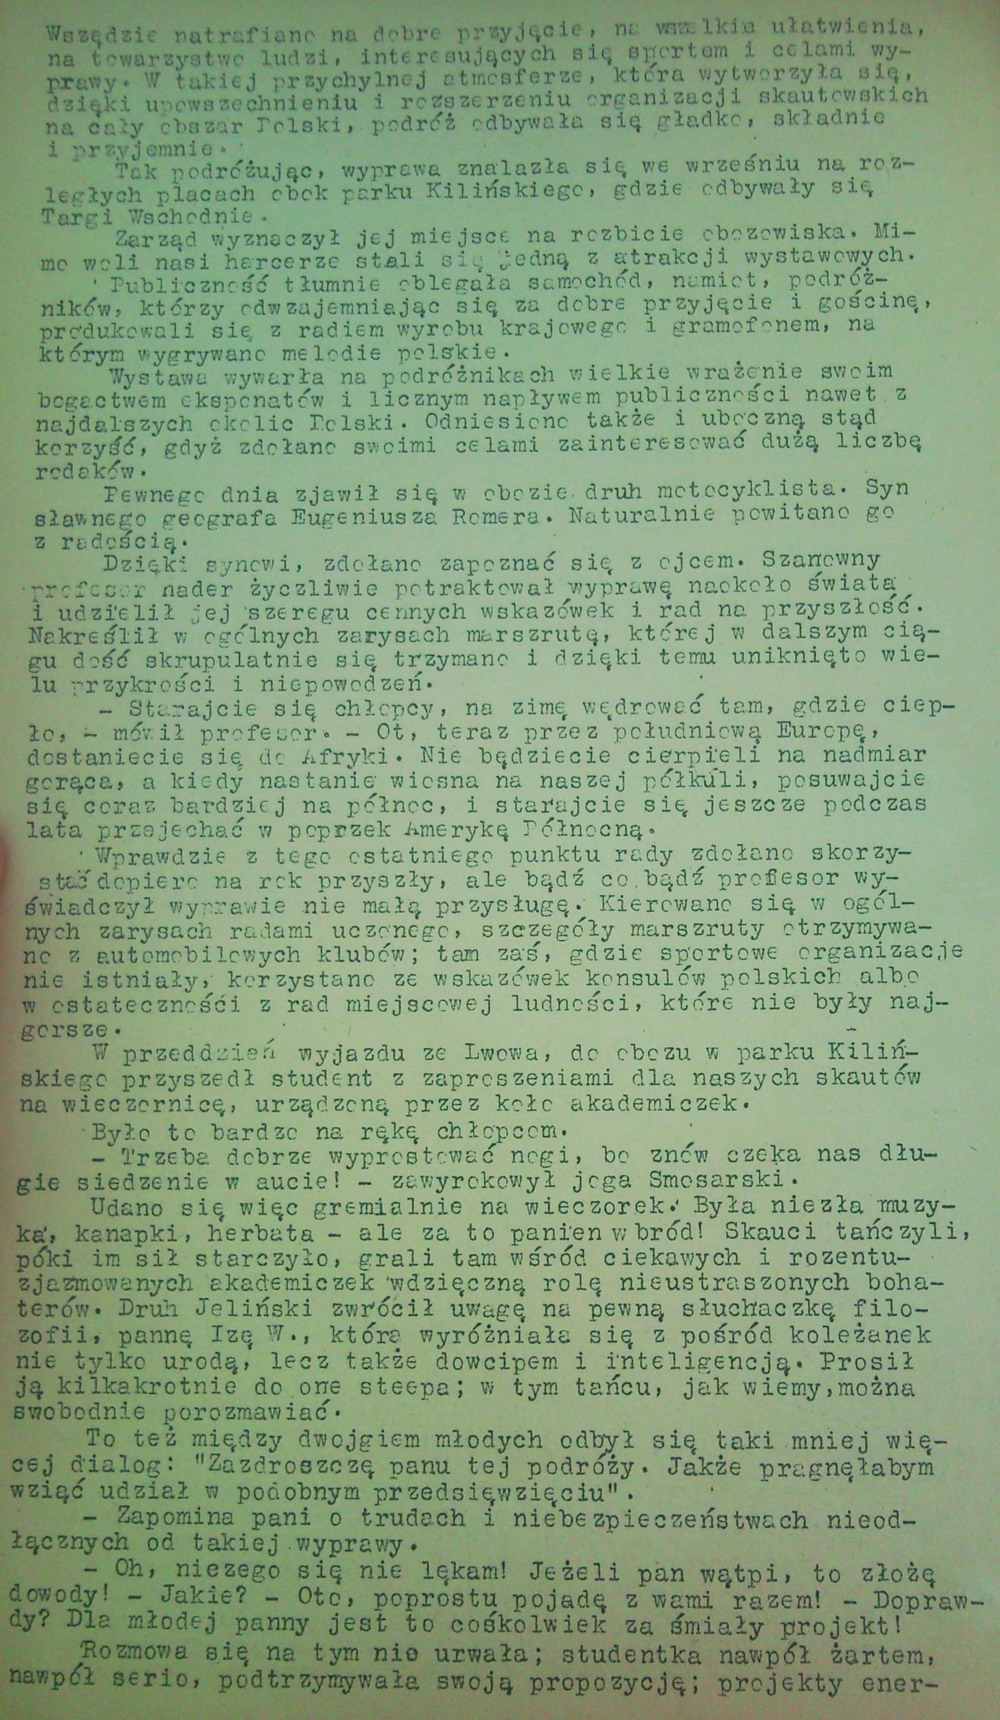 Wszędzie natrafiano na dobre przyjęcie, na wszelkie ułatwienia,
na towarzystwo ludzi, interesujących się sportem i celami wy-
prawy. W takiej przychylnej atmosferze, która wytworzyła się,
dzięki upowszechnieniu i rozszerzeniu organizacji skautowskich
na cały obszar Polski, podróż odbywała się gładko, składnie
i przyjemnie.
Tak podróżując, wyprawa znalazła się we wrześniu na roz-
ległych placach obok parku Kilińskiego, gdzie odbywały się
Targi Wschodnie.
Zarząd wyznaczył jej miejsce na rozbicie obozowiska. Mi-
mo woli nasi harcerze stali się jedną z atrakcji wystawowych.
Publiczność tłumnie oblegała samochód, namiot, podróż-
ników, którzy odwzajemniając się za dobre przyjęcie i gościnę,
produkowali się z radiem wyrobu krajowego i gramofonem, na
którym wygrywano melodie polskie.
Wystawa wywarła na podróżnikach wielkie wrażenie swoim
bogactwem eksponatów i licznym napływem publiczności nawet z
najdalszych okolic Polski. Odniesiono także i uboczną stąd
korzyść, gdyż zdołano swoimi celami zainteresować dużą liczbę
rodaków.
Pewnego dnia zjawił się w obozie druh motocyklista. Syn
sławnego geografa Eugeniusza Romera. Naturalnie powitano go
z radością.
Dzięki synowi, zdołano zapoznać się z ojcem. Szanowny
profesor nader życzliwie potraktował wyprawę naokoło świata
i udzielił jej szeregu cennych wskazówek i rad na przyszłość.
Nakreślił w ogólnych zarysach marszrutę, której w dalszym cią-
gu dość skrupulatnie się trzymano i dzięki temu uniknięto wie-
lu przykrości i niepowodzeń.
- Starajcie się chłopcy, na zimę wędrować tam, gdzie ciep-
ło, - mówił profesor. - Ot, teraz przez południową Europę,
dostaniecie się do Afryki. Nie będziecie cierpieli na nadmiar
gorąca, a kiedy nastanie wiosna na naszej półkuli, posuwajcie
się coraz bardziej na północ, i starajcie się jeszcze podczas
lata przejechać w poprzek Amerykę Północną.
Wprawdzie z tego ostatniego punktu rady zdołano skorzy-
stać dopiero na rok przyszły, ale bądź co bądź profesor wy-
świadczył wyprawie nie małą przysługę. Kierowano się w ogól-
nych zarysach radami uczonego, szczegóły marszruty otrzymywa-
no z automobilowych klubów; tam zaś, gdzie sportowe organizacje
nie istniały, korzystano ze wskazówek konsulów polskich albo
w ostateczności z rad miejscowej ludności, które nie były naj-
gorsze.
W przeddzień wyjazdu ze Lwowa, do obozu w parku Kiliń-
skiego przyszedł student z zaproszeniami dla naszych skautów
na wieczornicę, urządzoną przez koło akademiczek.
Było to bardzo na rękę chłopcom.
- Trzeba dobrze wyprostować nogi, bo znów czeka nas dłu-
gie siedzenie w aucie! - zawyrokowył joga Smosarski.
Udano się więc gremialnie na wieczorek. Była niezła muzy-
ka, kanapki, herbata - ale za to panien w bród! Skauci tańczyli,
póki im sił starczyło, grali tam wśród ciekawych i rozentu-
zjazmowanych akademiczek wdzięczną rolę nieustraszonych boha-
terów. Druh Jeliński zwrócił uwagę na pewną słuchaczkę filo-
zofii, pannę Izę W., która wyróżniała się z pośród koleżanek
nie tylko urodą, lecz także dowcipem i inteligencją. Prosił
ją kilkakrotnie do one steepa; w tym tańcu, jak wiemy,można
swobodnie porozmawiać.
To też między dwojgiem młodych odbył się taki mniej wię-
cej dialog: "Zazdroszczę panu tej podróży. Jakże pragnęłabym
wziąć udział w podobnym przedsięwzięciu".
- Zapomina pani o trudach i niebezpieczeństwach nieod-
łącznych od takiej wyprawy.
- Oh, niczego się nie lękam! Jeżeli pan wątpi, to złożę
dowody! - Jakie? - Oto, poprostu pojadę z wami razem! - Dopraw-
dy? Dla młodej panny jest to cośkolwiek za śmiały projekt!
Rozmowa się na tym nie urwała; studentka nawpół żartem,
nawpół serio, podtrzymywała swoją propozycję; projekty ener-